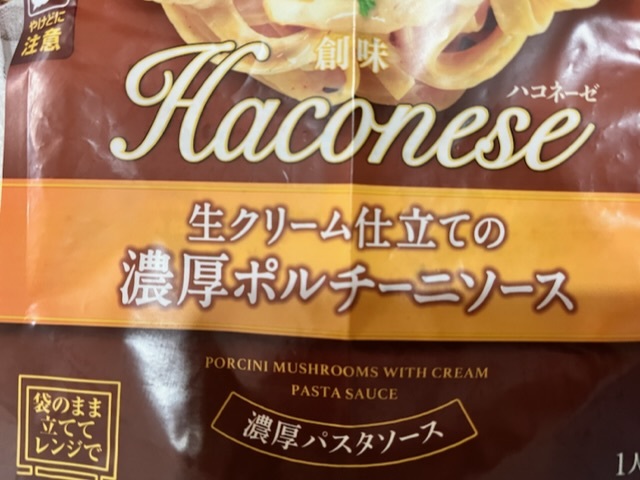 やけどに
注意
創味
Haconese
ハコネーゼ
生クリーム仕立ての
濃厚ポルチーニソース
PORCINI MUSHROOMS WITH CREAM
PASTA SAUCE
濃厚パスタソース
袋のまま
立てて
レンジで
1人